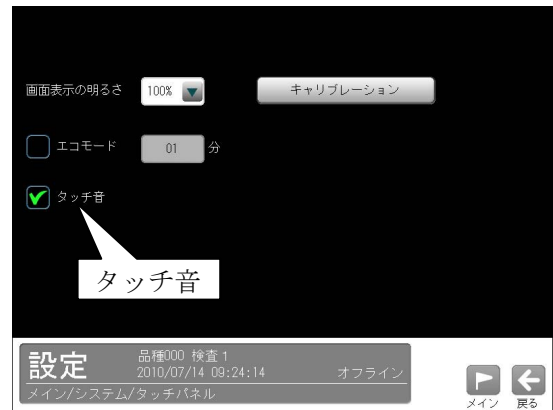 画面表示の明るさ 100% キャリブレーション
エコモード 01 分
タッチ音
タッチ音
設定 品種000 検査1
2010/07/14 09:24:14 オフライン
メイン/システム/タッチパネル
メイン 戻る